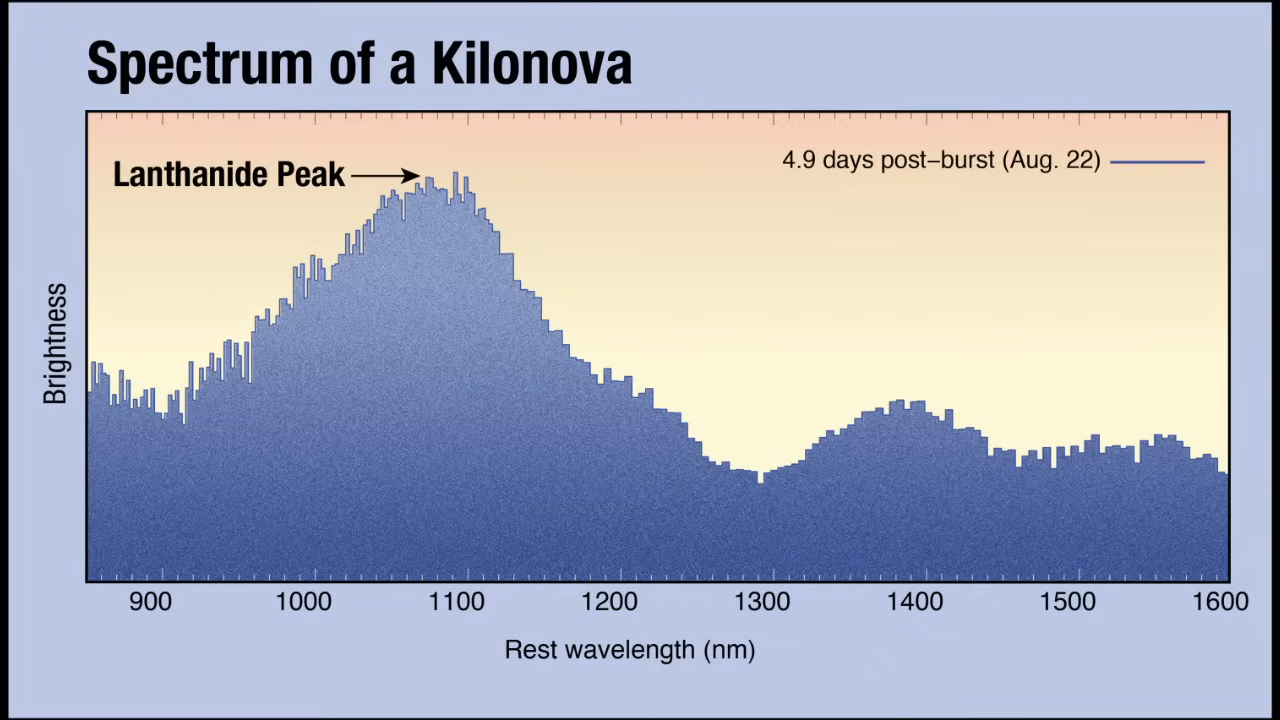 Spectrum of a Kilonova
Lanthanide Peak
4.9 days post–burst (Aug. 22)
Brightness
900 1000 1100 1200 1300 1400 1500 1600
Rest wavelength (nm)